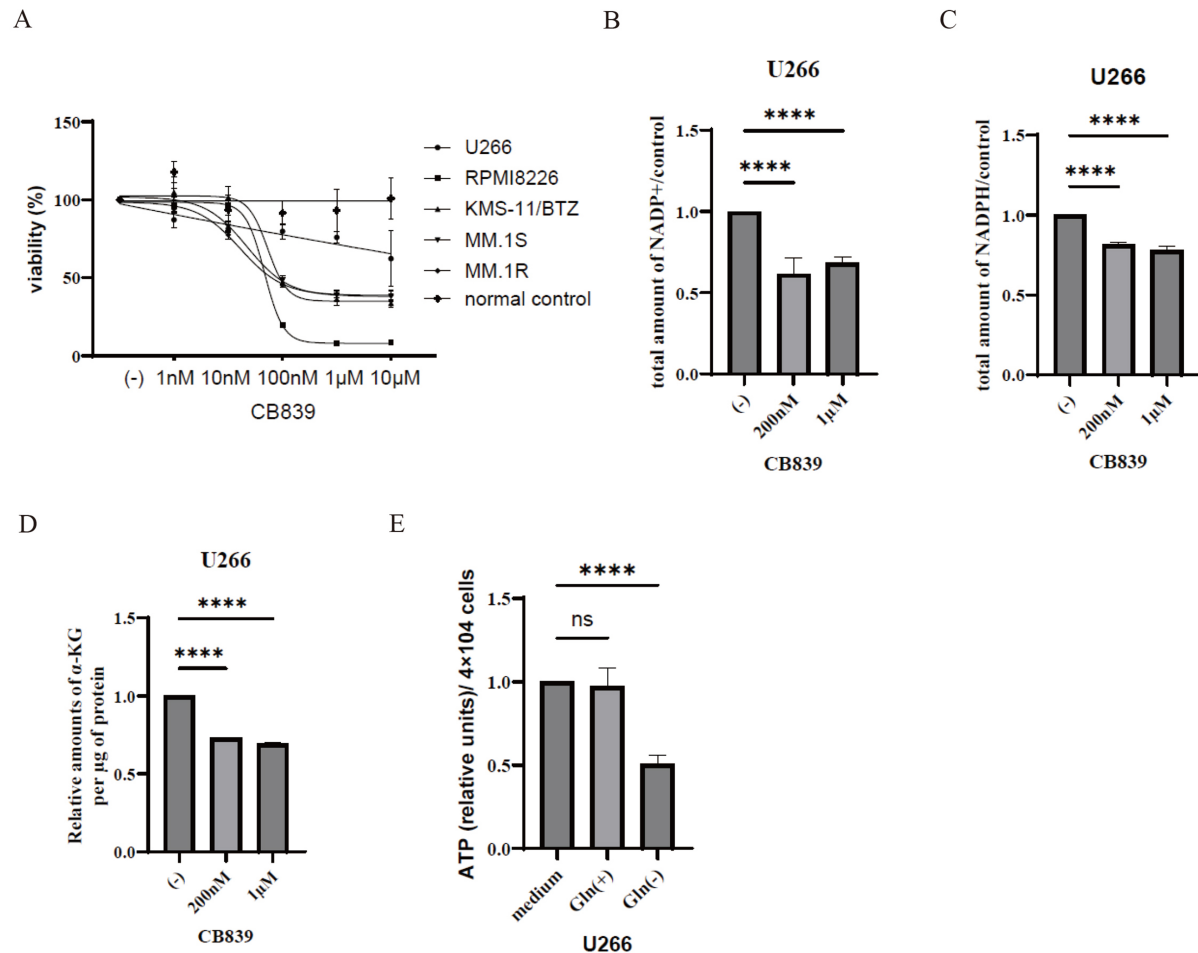 A
B
C
U266
U266
150
100
50
0
viability (%)
(-) 1nM 10nM 100nM 1µM 10µM
CB839
U266
RPMI8226
KMS-11/BTZ
MM.1S
MM.1R
normal control
total amount of NADP+/control
1.5
1.0
0.5
0.0
****
****
(-)
200nM
1µM
CB839
total amount of NADPH/control
1.5
1.0
0.5
0.0
****
****
(-)
200nM
1µM
CB839
D
E
U266
Relative amounts of α-KG
per µg of protein
1.5
1.0
0.5
0.0
****
****
(-)
200nM
1µM
CB839
ATP (relative units)/ 4×104 cells
1.5
1.0
0.5
0.0
****
ns
medium
Gln(+)
Gln(-)
U266